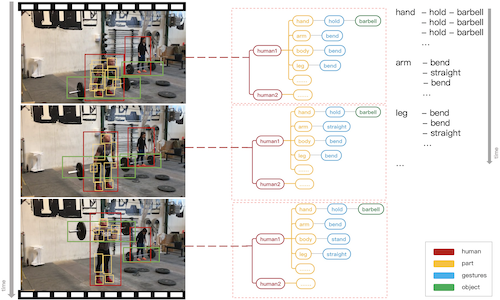 hand
hold
barbell
arm
bend
human1
body
bend
leg
bend
......
human2
......
hand
hold
barbell
arm
straight
human1
body
bend
leg
bend
......
human2
......
hand
hold
barbell
arm
bend
human1
body
stand
leg
straight
......
human2
......
hand – hold – barbell
– hold – barbell
– hold – barbell
...
arm – bend
– straight
– bend
...
leg – bend
– bend
– straight
...
time
time
human
part
gestures
object